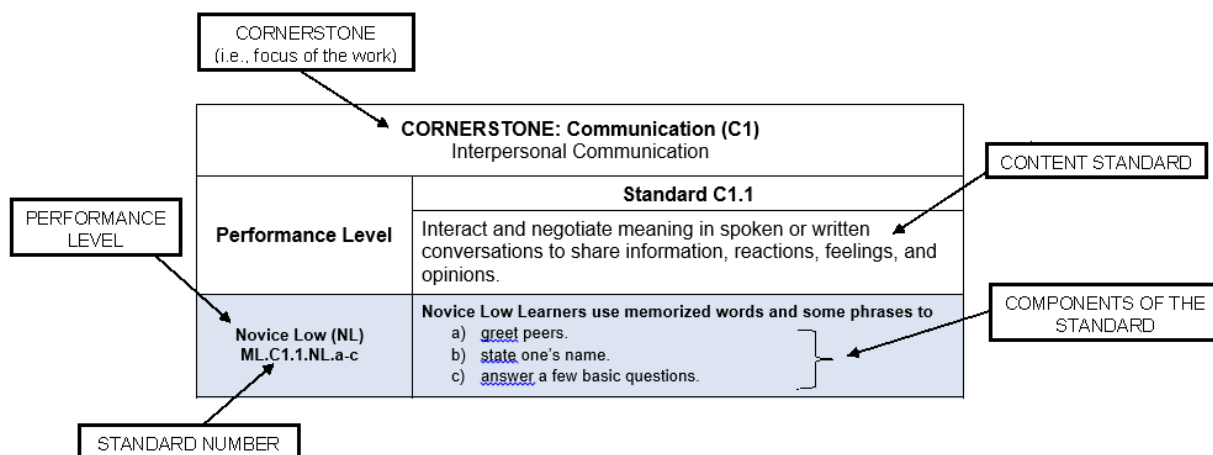 CORNERSTONE
(i.e., focus of the work)
CORNERSTONE: Communication (C1)
Interpersonal Communication
CONTENT STANDARD
PERFORMANCE
LEVEL
Performance Level
Standard C1.1
Interact and negotiate meaning in spoken or written
conversations to share information, reactions, feelings, and
opinions.
COMPONENTS OF THE
STANDARD
Novice Low (NL)
ML.C1.1.NL.a-c
Novice Low Learners use memorized words and some phrases to
a) greet peers.
b) state one's name.
c) answer a few basic questions.
STANDARD NUMBER